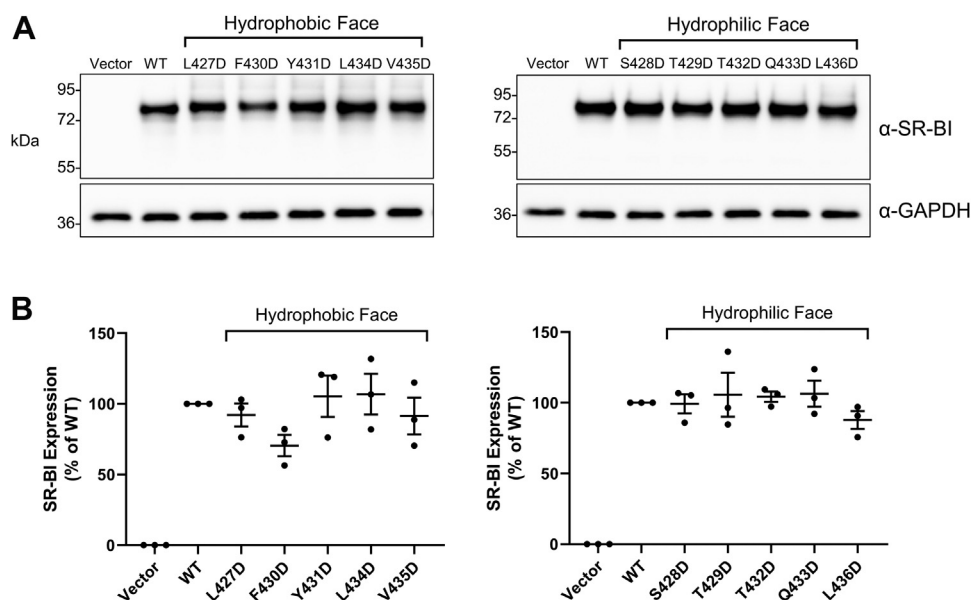 A
Hydrophobic Face
Vector WT L427D F430D Y431D L434D V435D
95-
72-
kDa
55-
36-
Hydrophilic Face
Vector WT S428D T429D T432D Q433D L436D
95-
72-
55-
36-
α-SR-BI
α-GAPDH
B
Hydrophobic Face
SR-BI Expression
(% of WT)
150
100
50
0
Vector WT L427D F430D Y431D L434D V435D
Hydrophilic Face
SR-BI Expression
(% of WT)
150
100
50
0
Vector WT S428D T429D T432D Q433D L436D